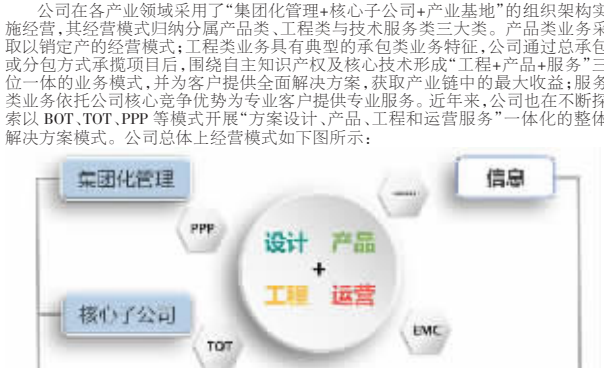 公司在各产业领域采用了“集团化管理+核心子公司+产业基地”的组织架构实
施经营，其经营模式归纳分属产品类、工程类与技术服务类三大类。产品类业务采
取以销定产的经营模式；工程类业务具有典型的承包类业务特征，公司通过总承包
或分包方式承揽项目后，围绕自主知识产权及核心技术形成“工程+产品+服务”三
位一体的业务模式，并为客户提供全面解决方案，获取产业链中的最大收益；服务
类业务依托公司核心竞争优势为专业客户提供专业服务。近年来，公司也在不断探
索以 BOT、TOT、PPP 等模式开展“方案设计、产品、工程和运营服务”一体化的整体
解决方案模式。公司总体上经营模式如下图所示：
集团化管理
信息
······
PPP
设计 产品
+
工程 运营
核心子公司
EMC
TOT